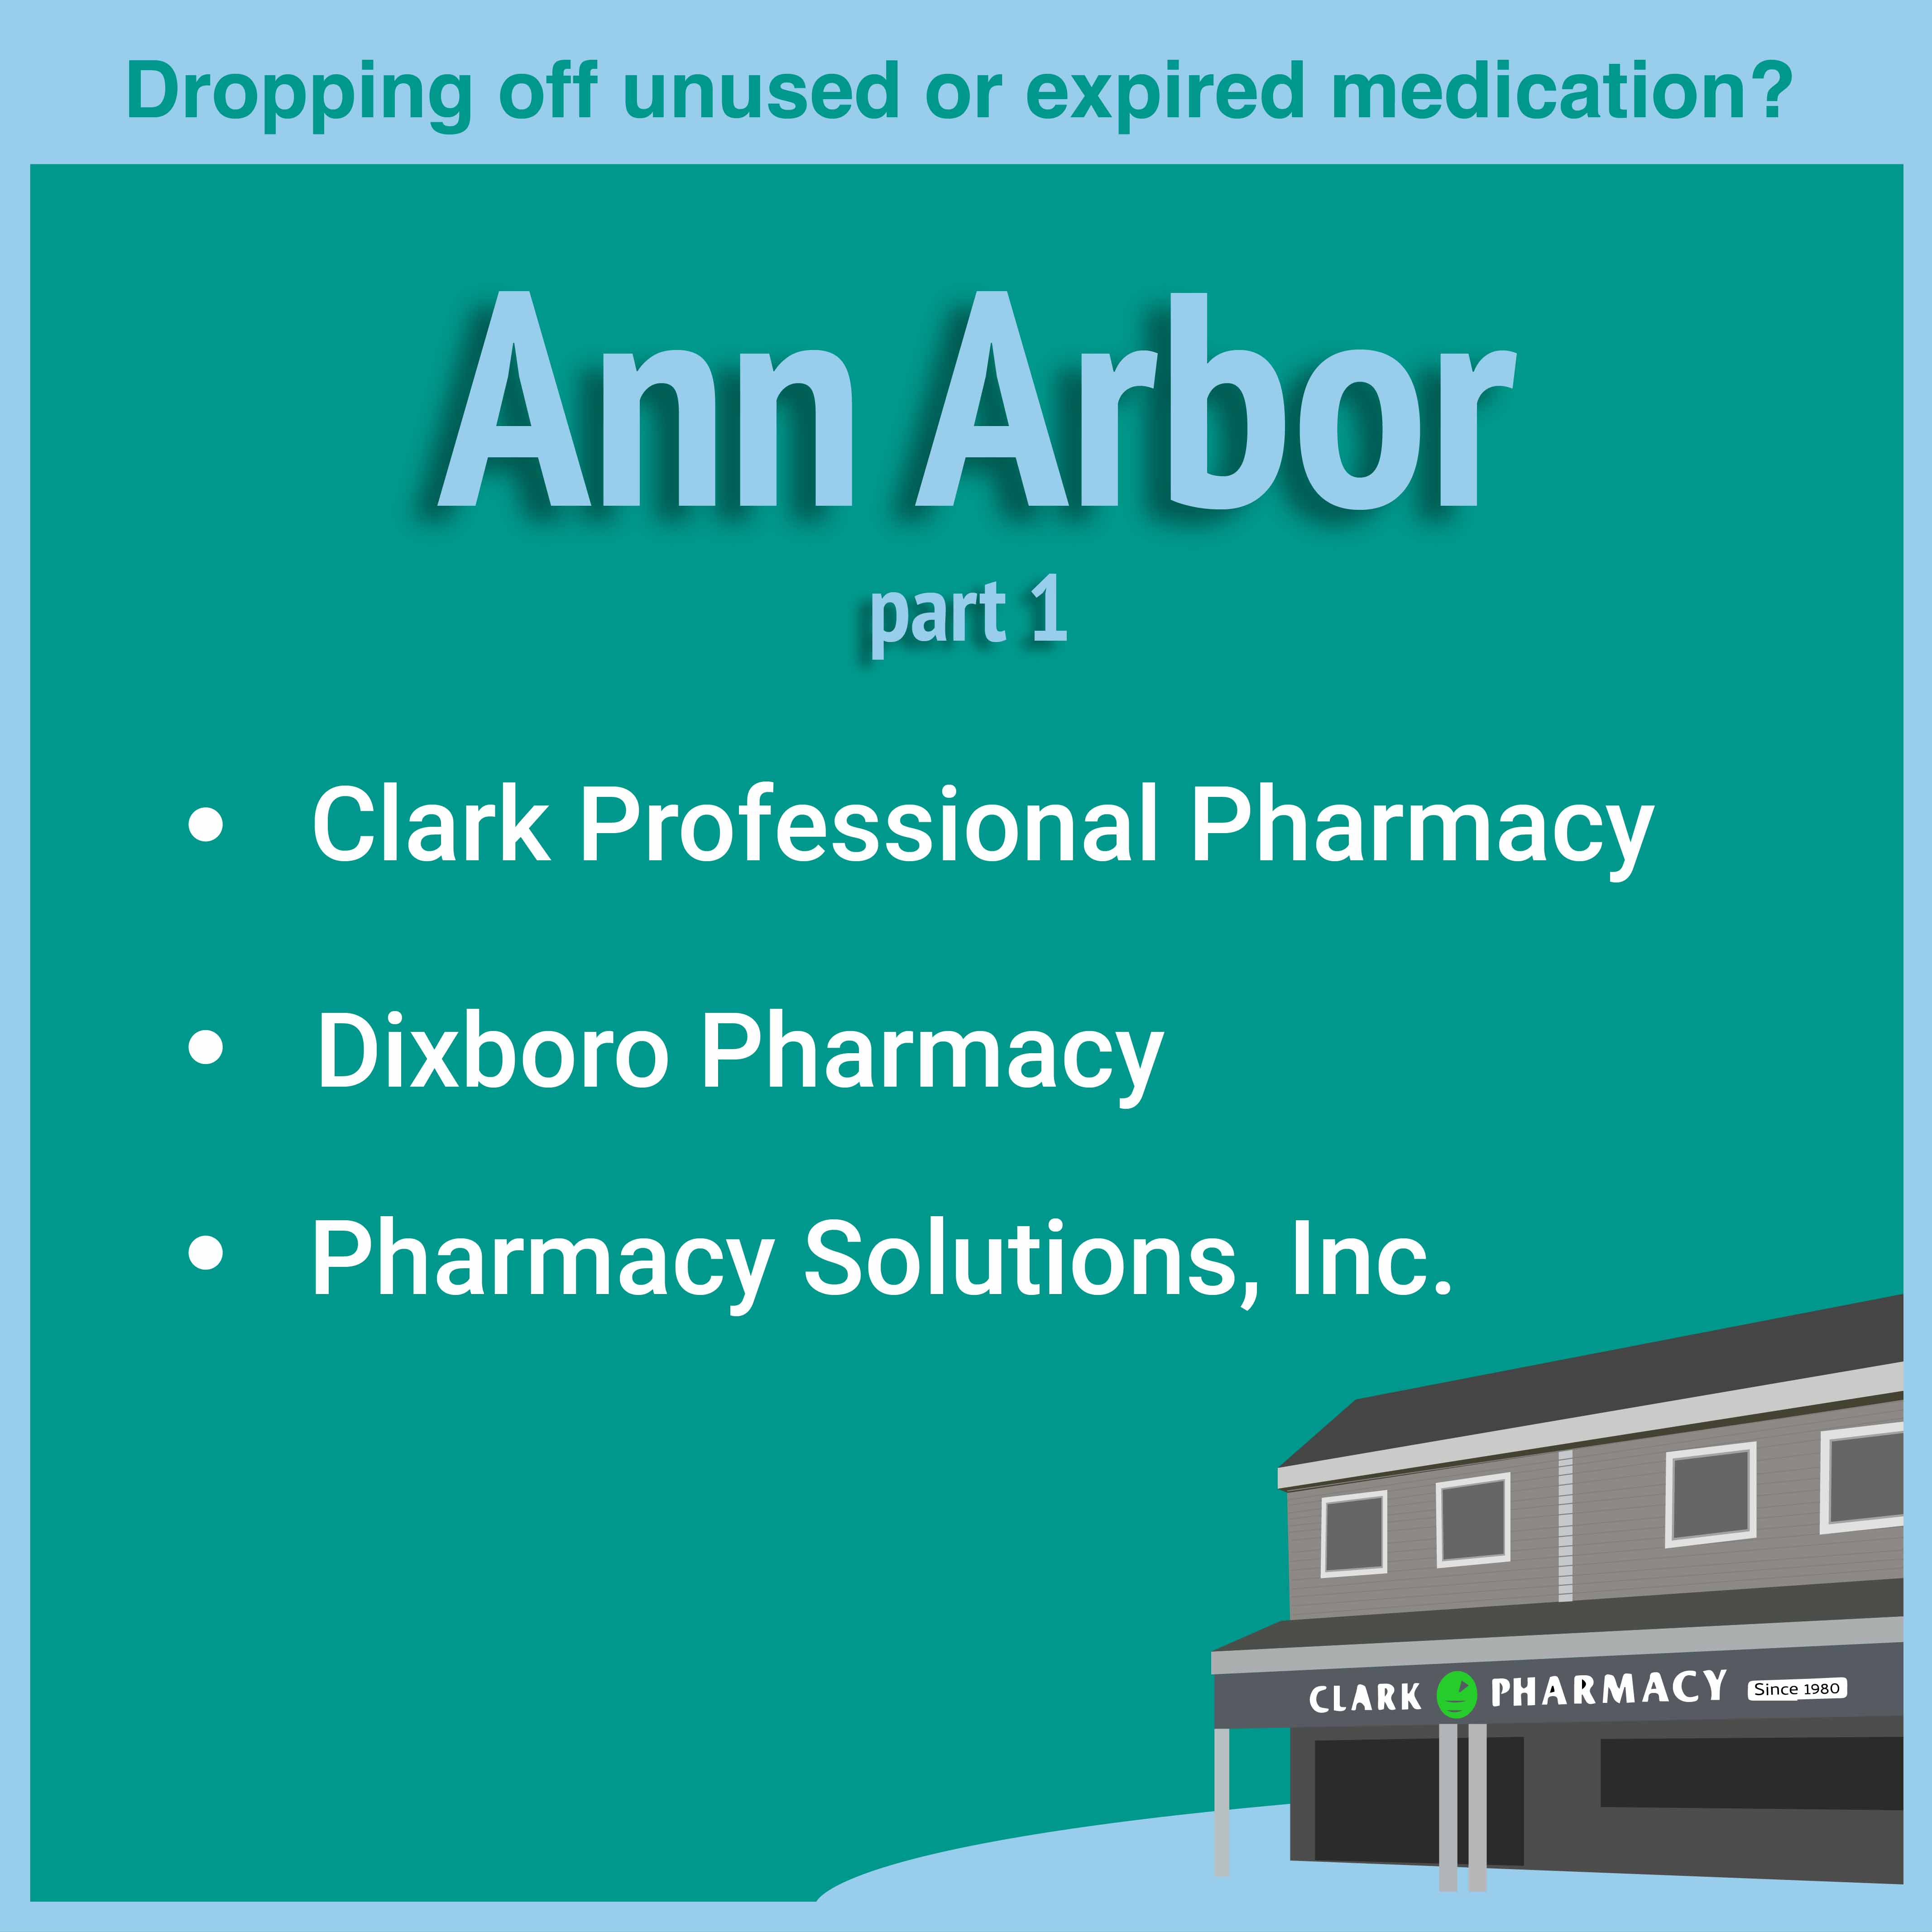 Dropping off unused or expired medication?
Ann Arbor
part 1
• Clark Professional Pharmacy
• Dixboro Pharmacy
• Pharmacy Solutions, Inc.
CLARK PHARMACY Since 1980